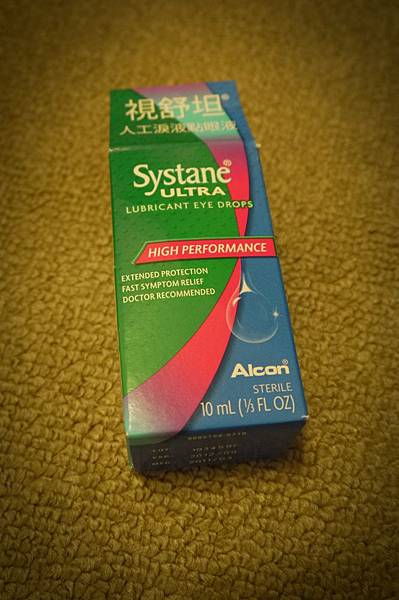 視舒坦®
人工淚液點眼液
Systane®
ULTRA
LUBRICANT EYE DROPS
HIGH PERFORMANCE
EXTENDED PROTECTION
FAST SYMPTOM RELIEF
DOCTOR RECOMMENDED
Alcon®
STERILE
10 mL (⅓ FL OZ)